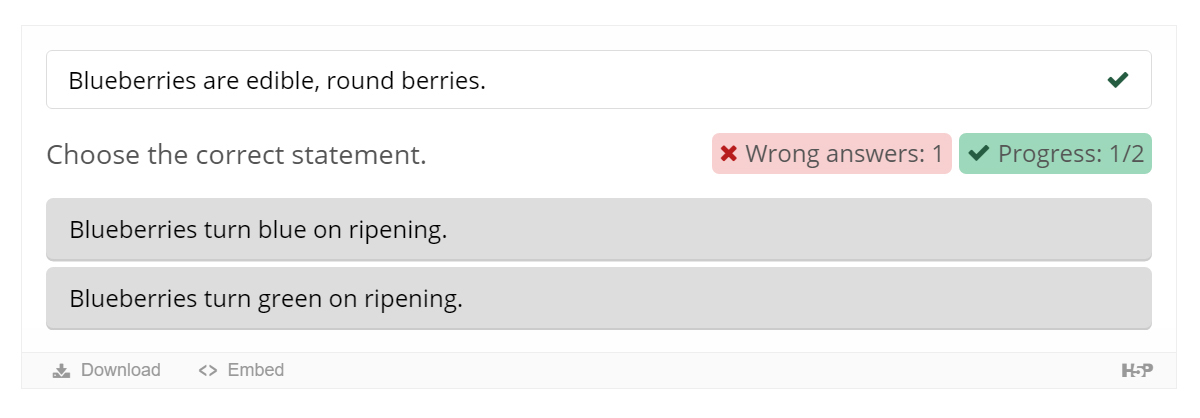 Blueberries are edible, round berries.
Choose the correct statement.
Wrong answers: 1
Progress: 1/2
Blueberries turn blue on ripening.
Blueberries turn green on ripening.
Download
Embed
H5P